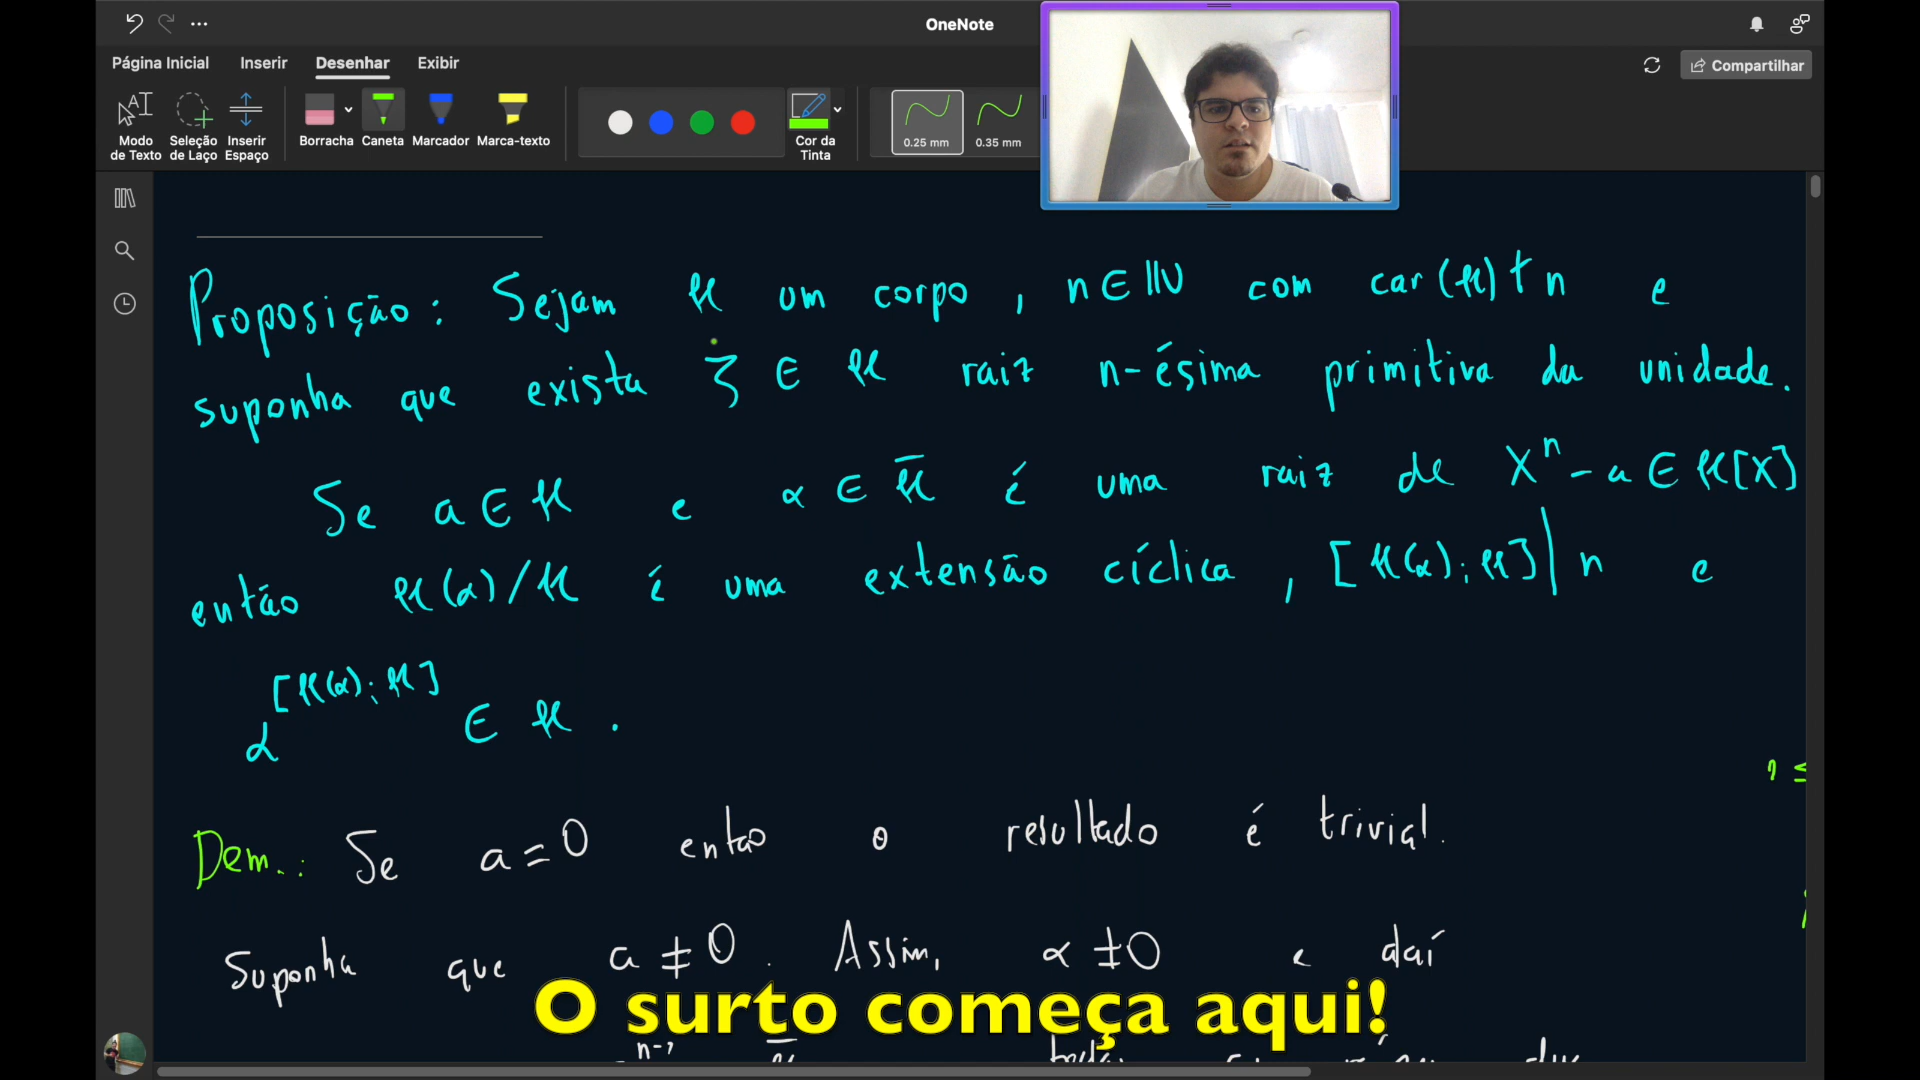 OneNote
Página Inicial Inserir Desenhar Exibir
Compartilhar
Modo de Texto
Seleção de Laço
Inserir Espaço
Borracha
Caneta
Marcador
Marca-texto
Cor da Tinta
0.25 mm
0.35 mm
Proposição: Sejam K um corpo, n ∈ ℕ com car(K) ∤ n e
suponha que exista ζ ∈ K raiz n-ésima primitiva da unidade.
Se a ∈ K e α ∈ K̄ é uma raiz de Xⁿ - a ∈ K[X]
então K(α)/K é uma extensão cíclica, [K(α):K] | n e
α^[K(α):K] ∈ K.
Dem.: Se a = 0 então o resultado é trivial.
Suponha que a ≠ 0. Assim, α ≠ 0 e daí
O surto começa aqui!